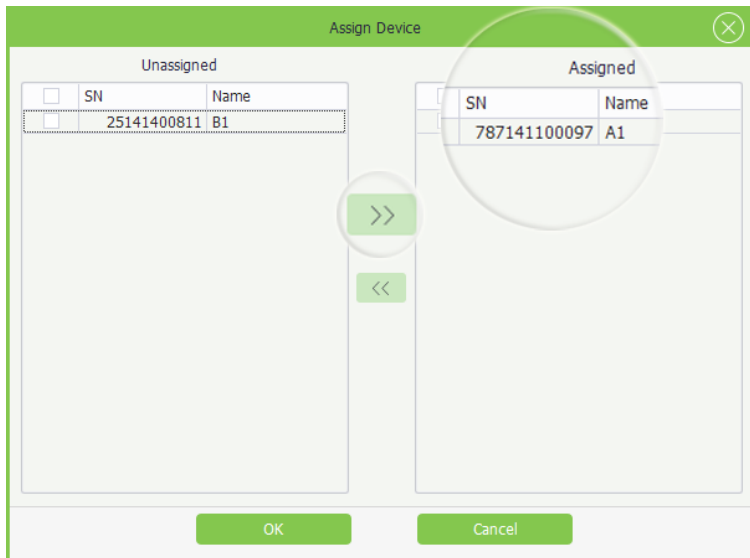 Assign Device
Unassigned
Assigned
SN Name
25141400811 B1
SN Name
787141100097 A1
>>
<<
OK
Cancel